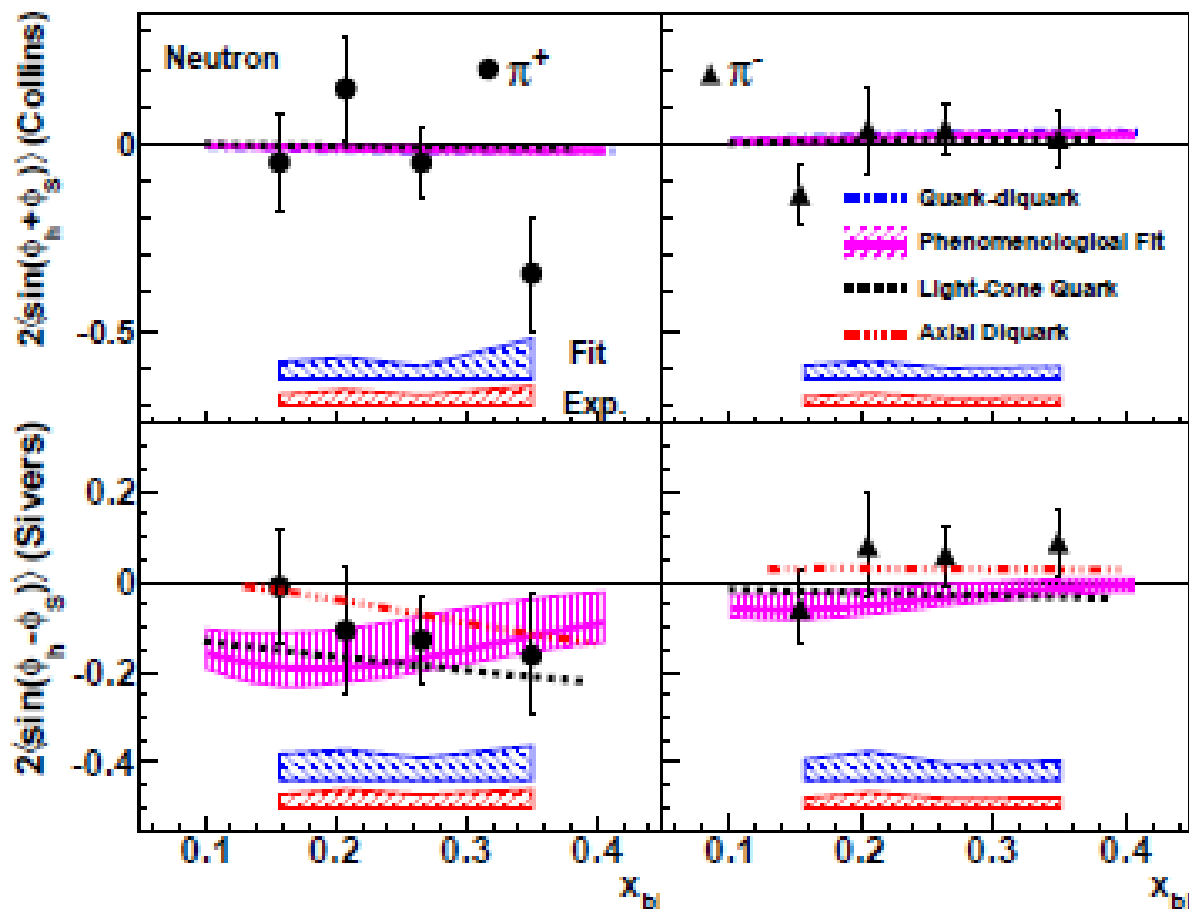 Neutron
π+
π-
2⟨sin(ϕh+ϕS)⟩ (Collins)
0
-0.5
Quark-diquark
Phenomenological Fit
Light-Cone Quark
Axial Diquark
Fit
Exp.
2⟨sin(ϕh-ϕS)⟩ (Sivers)
0.2
0
-0.2
-0.4
0.1 0.2 0.3 0.4 0.1 0.2 0.3 0.4
xbj xbj